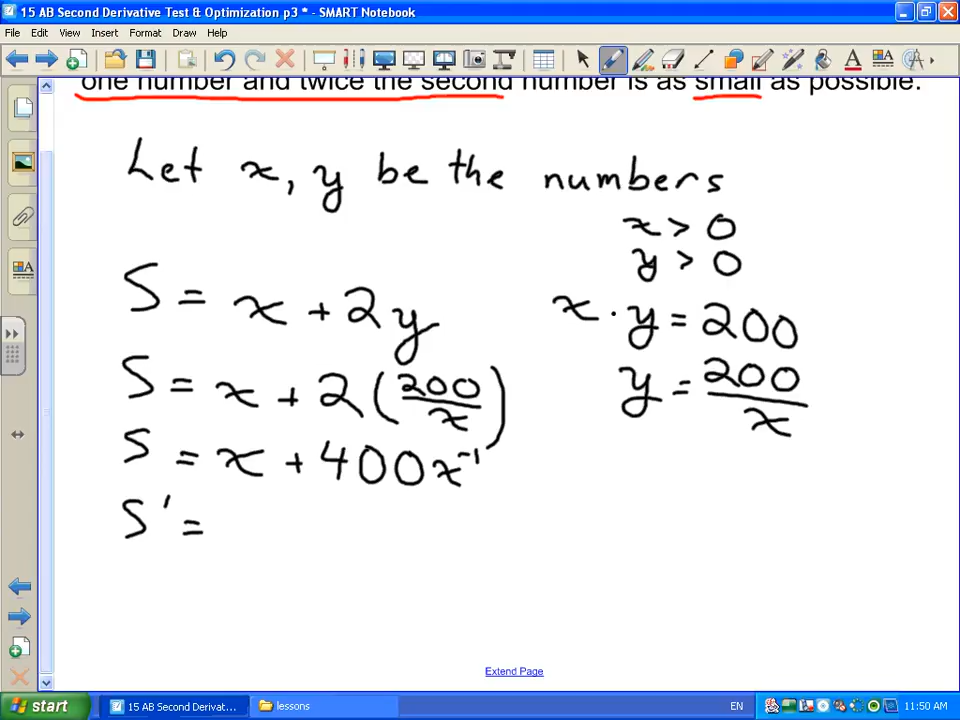 15 AB Second Derivative Test & Optimization p3 * - SMART Notebook
File Edit View Insert Format Draw Help
one number and twice the second number is as small as possible.
Let x, y be the numbers
x > 0
y > 0
S = x + 2y
x · y = 200
S = x + 2(200/x)
y = 200/x
S = x + 400x⁻¹
S' =
Extend Page
start 15 AB Second Derivat... lessons EN 11:50 AM